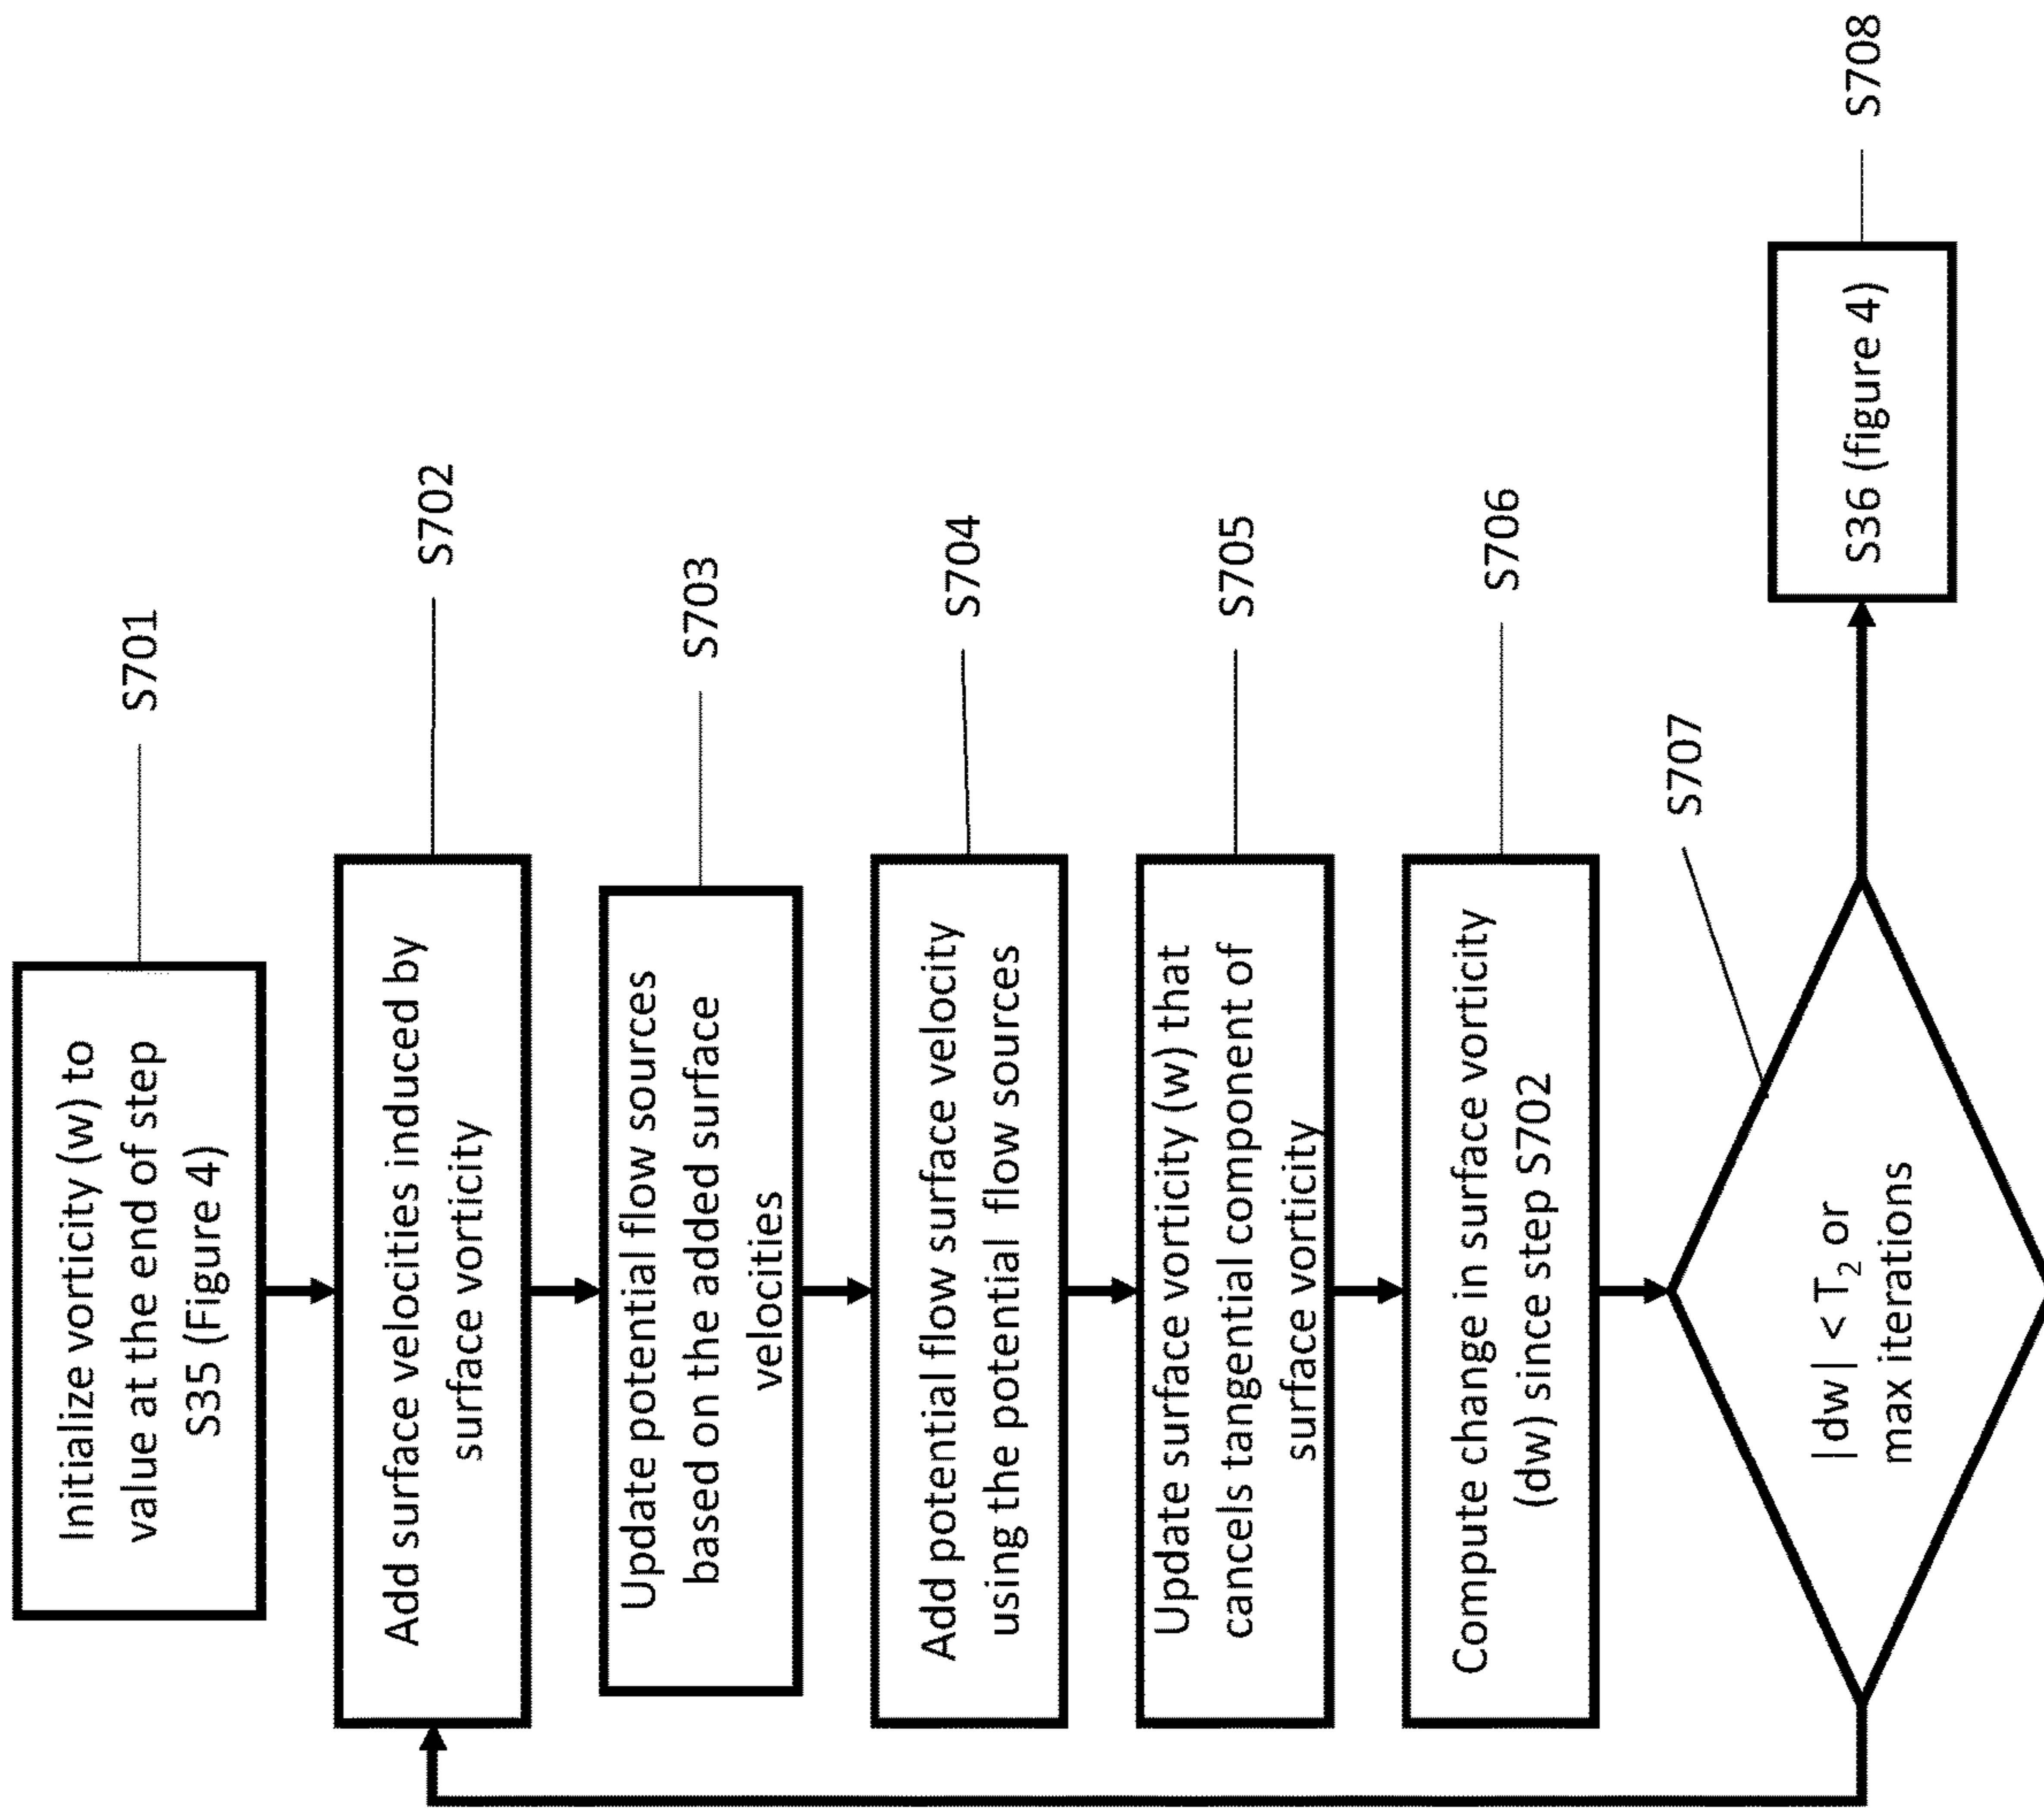 Initialize vorticity (w) to
value at the end of step
S35 (Figure 4)
S701
Add surface velocities induced by
surface vorticity
S702
Update potential flow sources
based on the added surface
velocities
S703
Add potential flow surface velocity
using the potential flow sources
S704
Update surface vorticity (w) that
cancels tangential component of
surface vorticity
S705
Compute change in surface vorticity
(dw) since step S702
S706
|dw| < T₂ or
max iterations
S707
S36 (figure 4)
S708